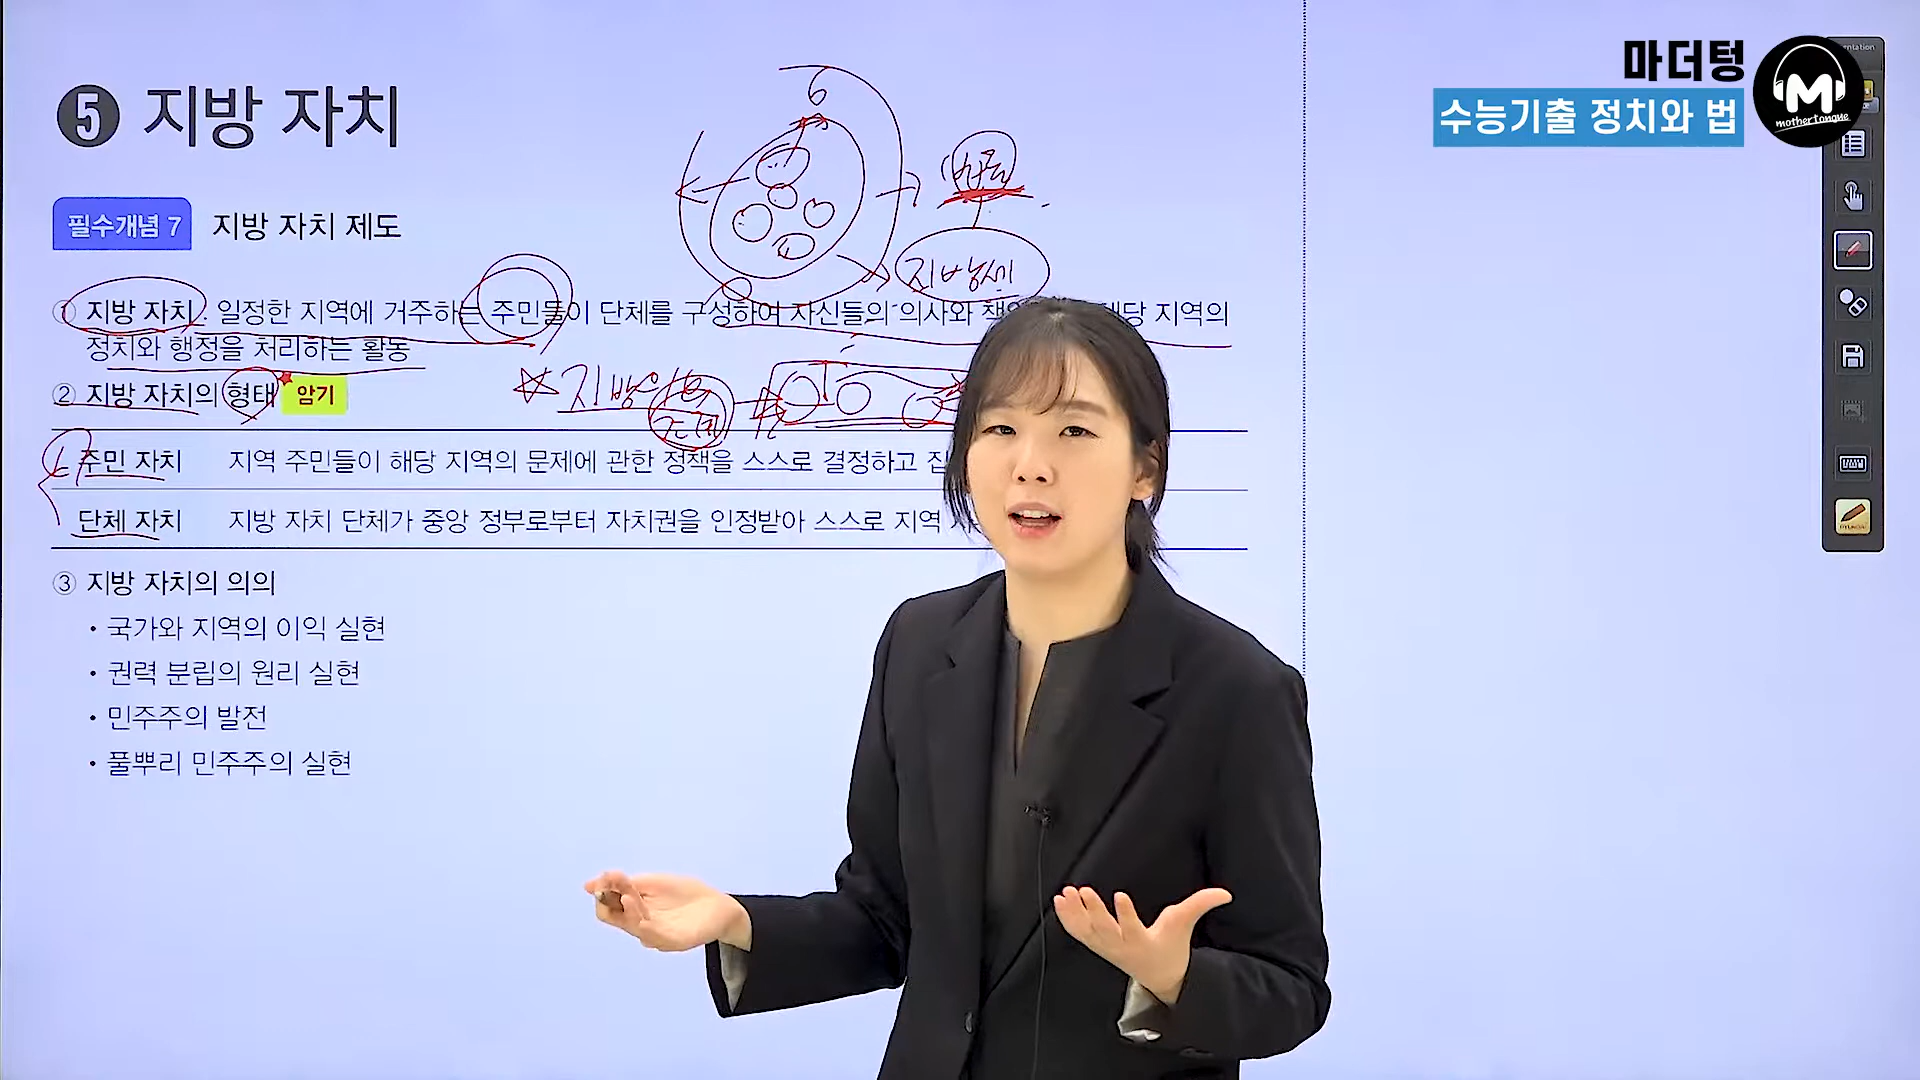 마더텅
수능기출 정치와 법
mothertongue
5 지방 자치
필수개념 7 지방 자치 제도
법률
지방세
① 지방 자치 : 일정한 지역에 거주하는 주민들이 단체를 구성하여 자신들의 의사와 해당 지역의
정치와 행정을 처리하는 활동
② 지방 자치의 형태 암기
주민 자치 지역 주민들이 해당 지역의 문제에 관한 정책을 스스로 결정하고
단체 자치 지방 자치 단체가 중앙 정부로부터 자치권을 인정받아 스스로 지역
③ 지방 자치의 의의
• 국가와 지역의 이익 실현
• 권력 분립의 원리 실현
• 민주주의 발전
• 풀뿌리 민주주의 실현